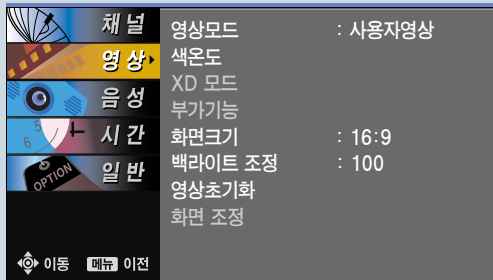 채널
영상
음성
시간
일반
OPTION
6
5
이동 메뉴 이전
영상모드 : 사용자영상
색온도
XD 모드
부가기능
화면크기 : 16:9
백라이트 조정 : 100
영상초기화
화면 조정